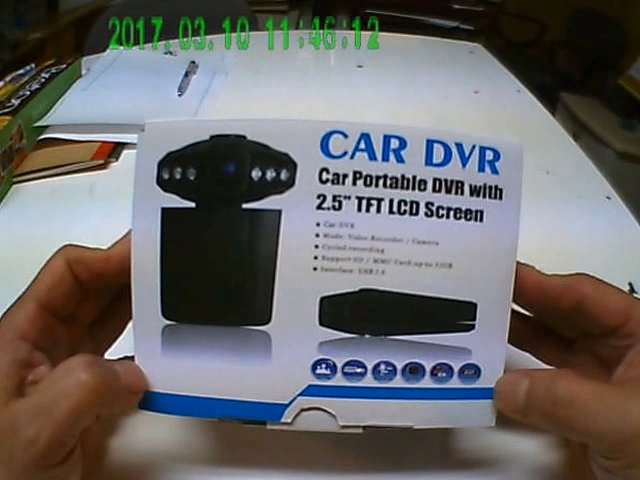 2017.03.10 11:46:12
CAR DVR
Car Portable DVR with
2.5" TFT LCD Screen
Car DVR
Mode: Video Recorder / Camera
Cycled recording
Support SD / MMC Card up to 32GB
Interface: USB 2.0